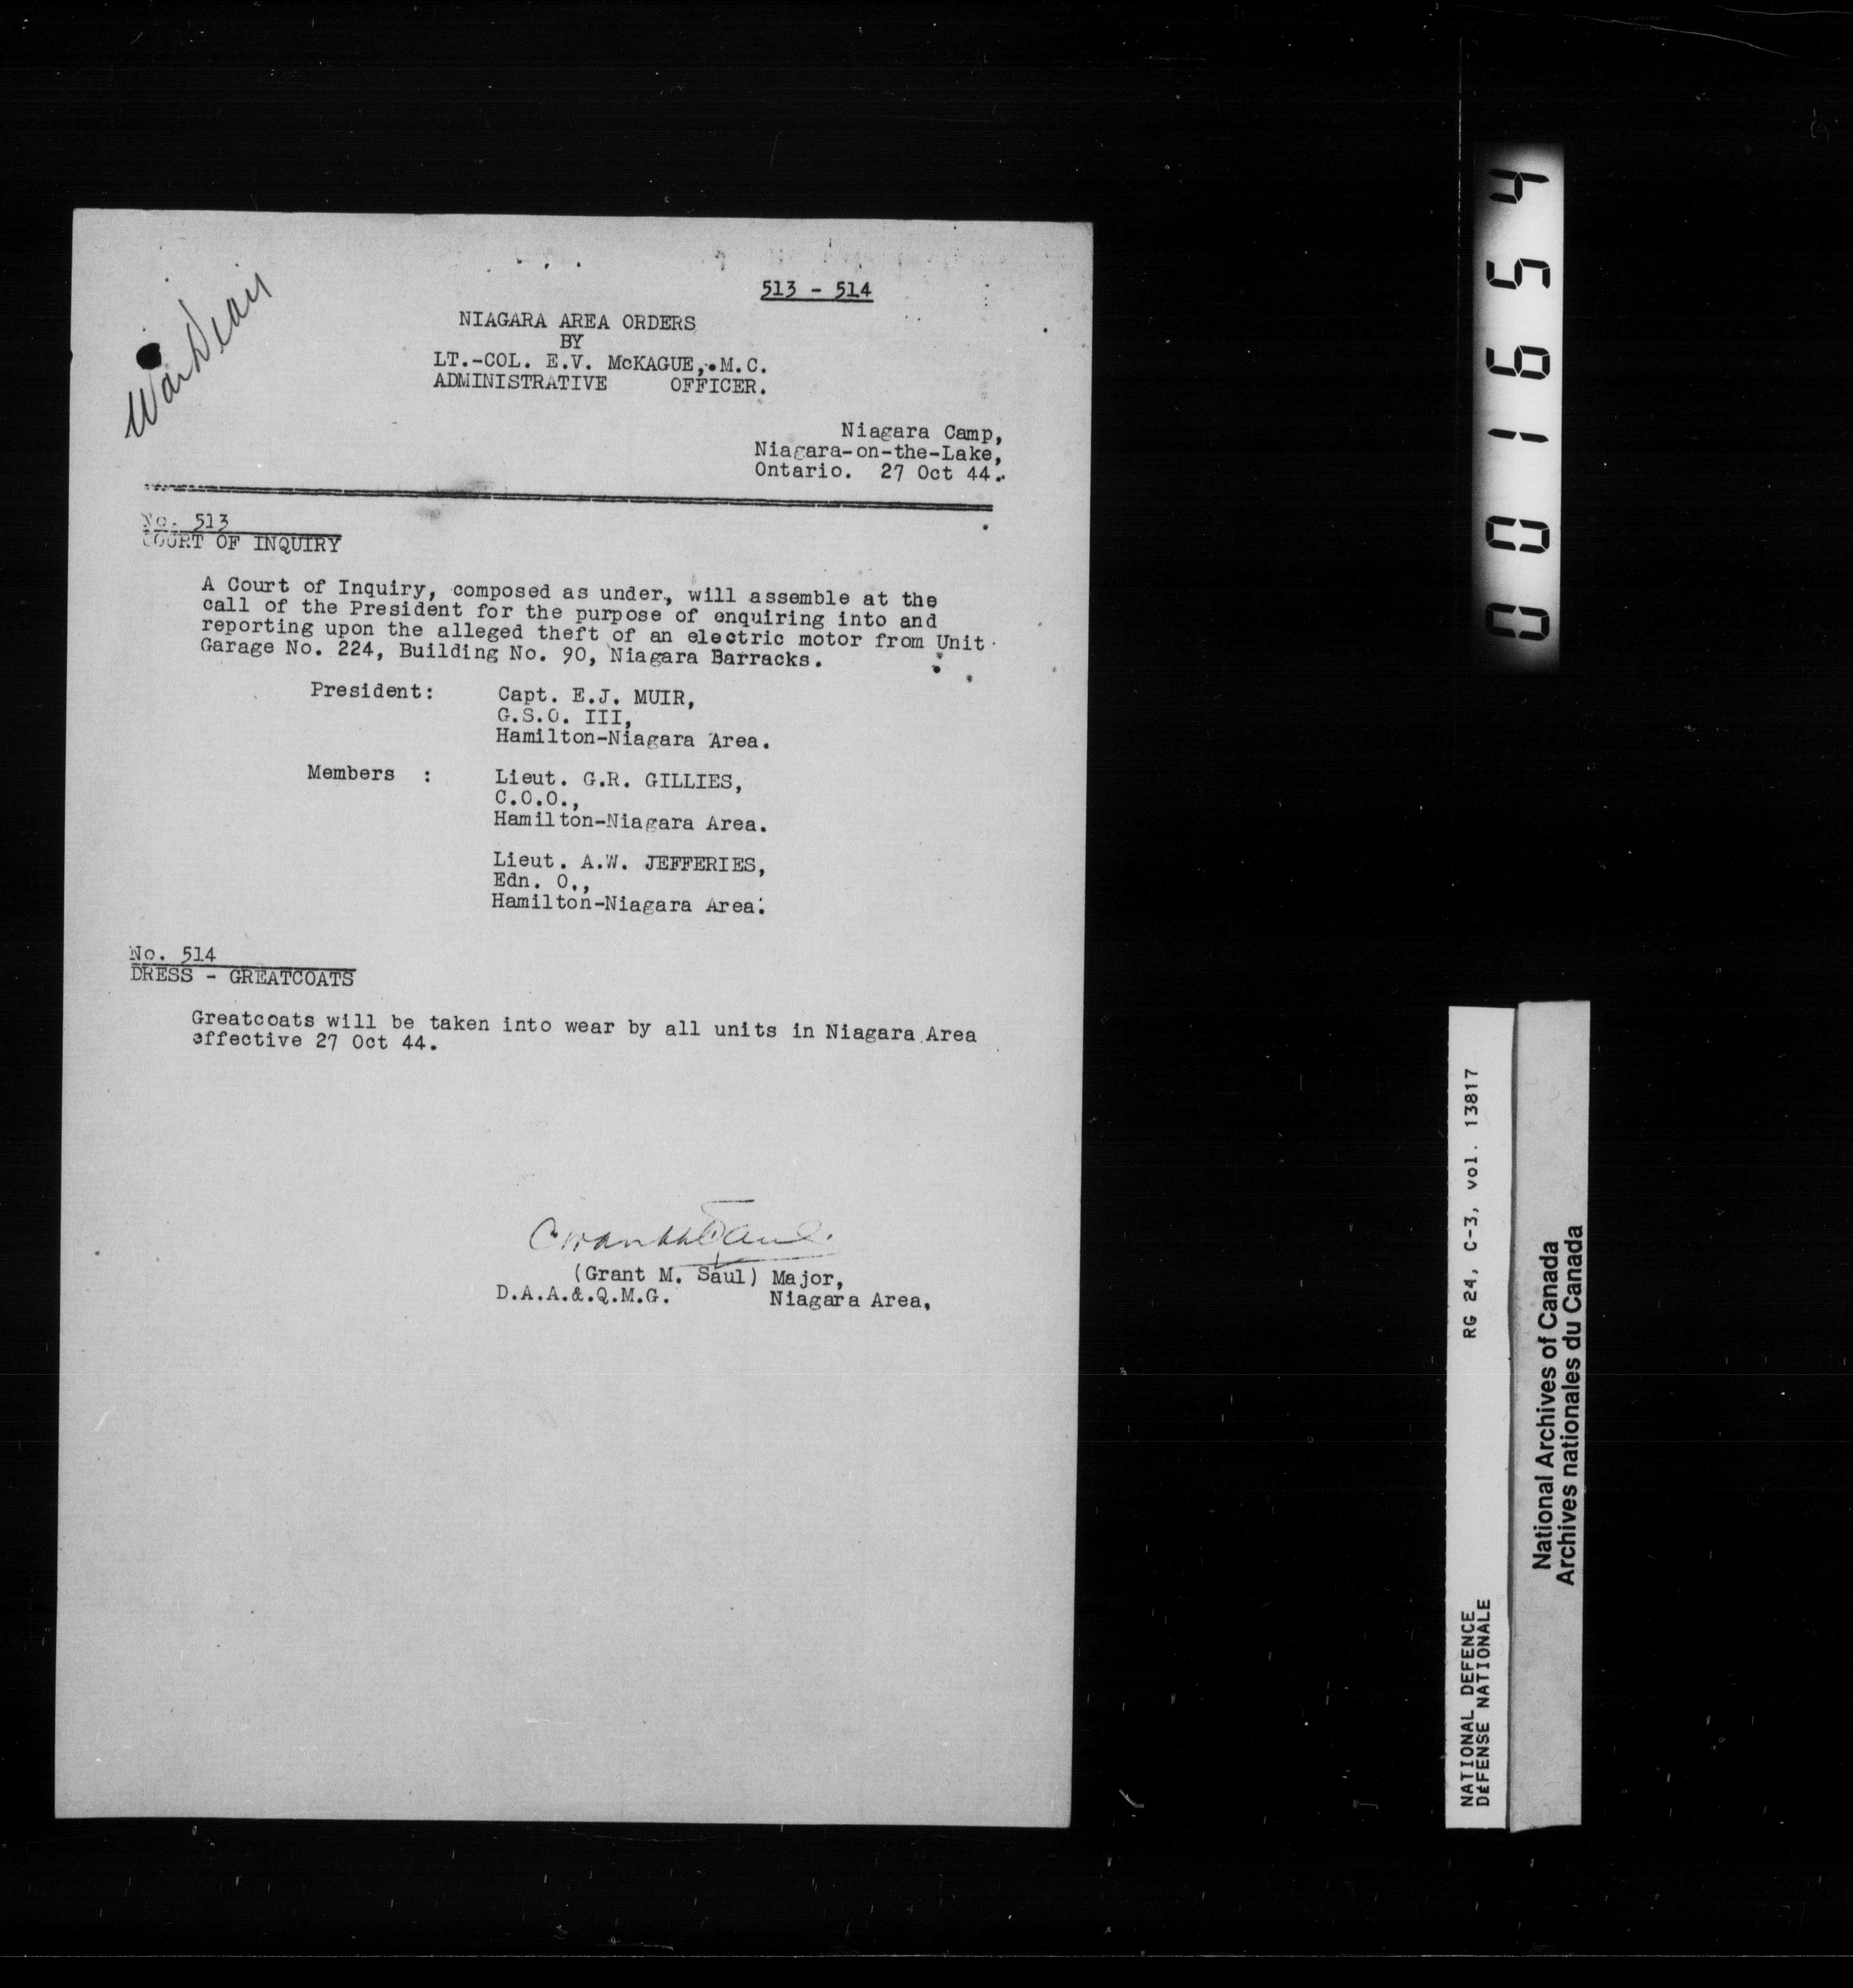 War Diary
513 - 514
NIAGARA AREA ORDERS
BY
LT.-COL. E.V. McKAGUE, M.C.
ADMINISTRATIVE OFFICER.
Niagara Camp,
Niagara-on-the-Lake,
Ontario. 27 Oct 44.
No. 513
COURT OF INQUIRY
A Court of Inquiry, composed as under, will assemble at the
call of the President for the purpose of enquiring into and
reporting upon the alleged theft of an electric motor from Unit
Garage No. 224, Building No. 90, Niagara Barracks.
President: Capt. E.J. MUIR,
G.S.O. III,
Hamilton-Niagara Area.
Members : Lieut. G.R. GILLIES,
C.O.O.,
Hamilton-Niagara Area.
Lieut. A.W. JEFFERIES,
Edn. O.,
Hamilton-Niagara Area.
No. 514
DRESS - GREATCOATS
Greatcoats will be taken into wear by all units in Niagara Area
effective 27 Oct 44.
Grant M Saul
(Grant M. Saul) Major,
D.A.A.&.Q.M.G. Niagara Area.
001654
NATIONAL DEFENCE RG 24, C-3, vol. 13817
DÉFENSE NATIONALE
National Archives of Canada
Archives nationales du Canada